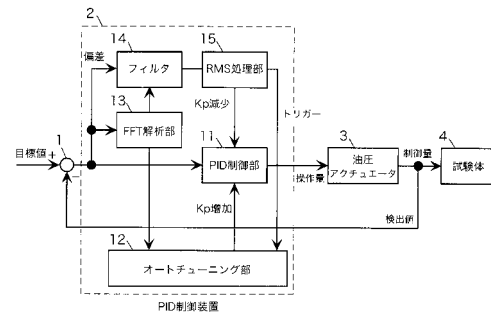 2
14
15
偏差
フィルタ
RMS処理部
13
Kp減少
トリガー
FFT解析部
11
3
4
1
目標値 +
−
PID制御部
操作量
油圧
アクチュエータ
制御量
試験体
Kp増加
検出値
12
オートチューニング部
PID制御装置